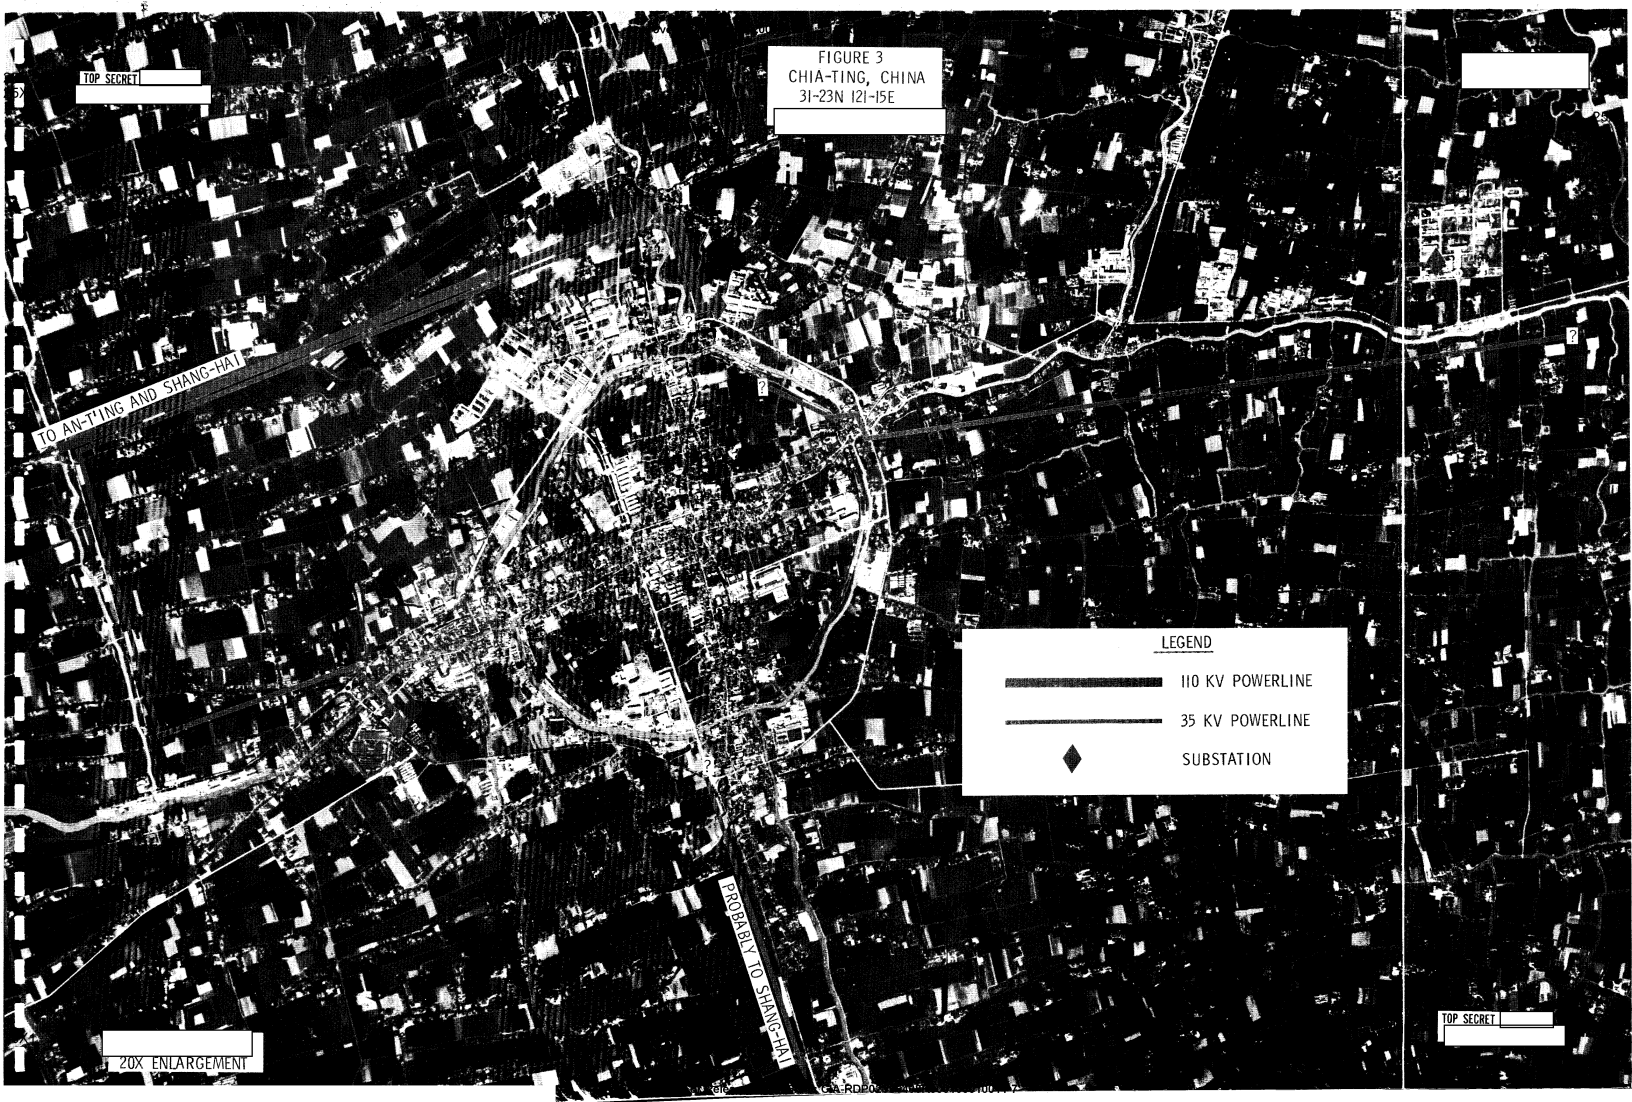 TOP SECRET
FIGURE 3
CHIA-TING, CHINA
31-23N 121-15E
?
?
?
TO AN-T'ING AND SHANG-HAI
LEGEND
110 KV POWERLINE
35 KV POWERLINE
SUBSTATION
?
PROBABLY TO SHANG-HAI
TOP SECRET
20X ENLARGEMENT